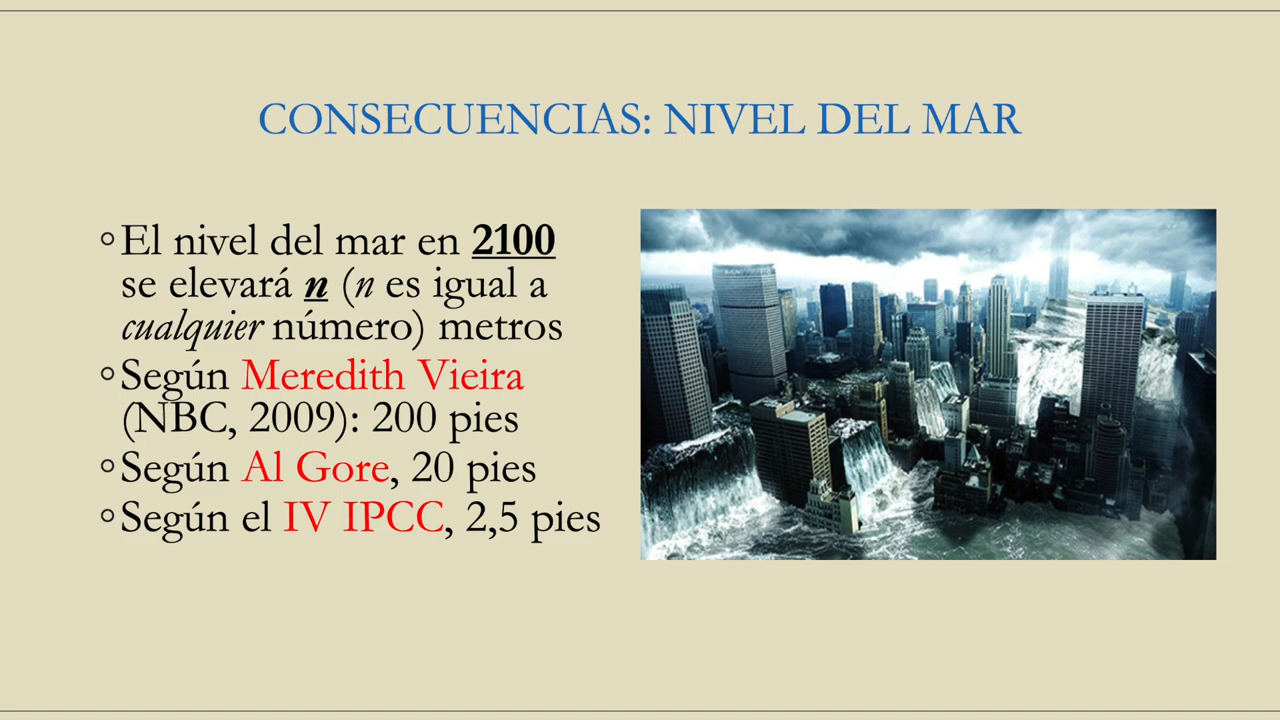 CONSECUENCIAS: NIVEL DEL MAR
◦El nivel del mar en 2100
se elevará n (n es igual a
cualquier número) metros
◦Según Meredith Vieira
(NBC, 2009): 200 pies
◦Según Al Gore, 20 pies
◦Según el IV IPCC, 2,5 pies